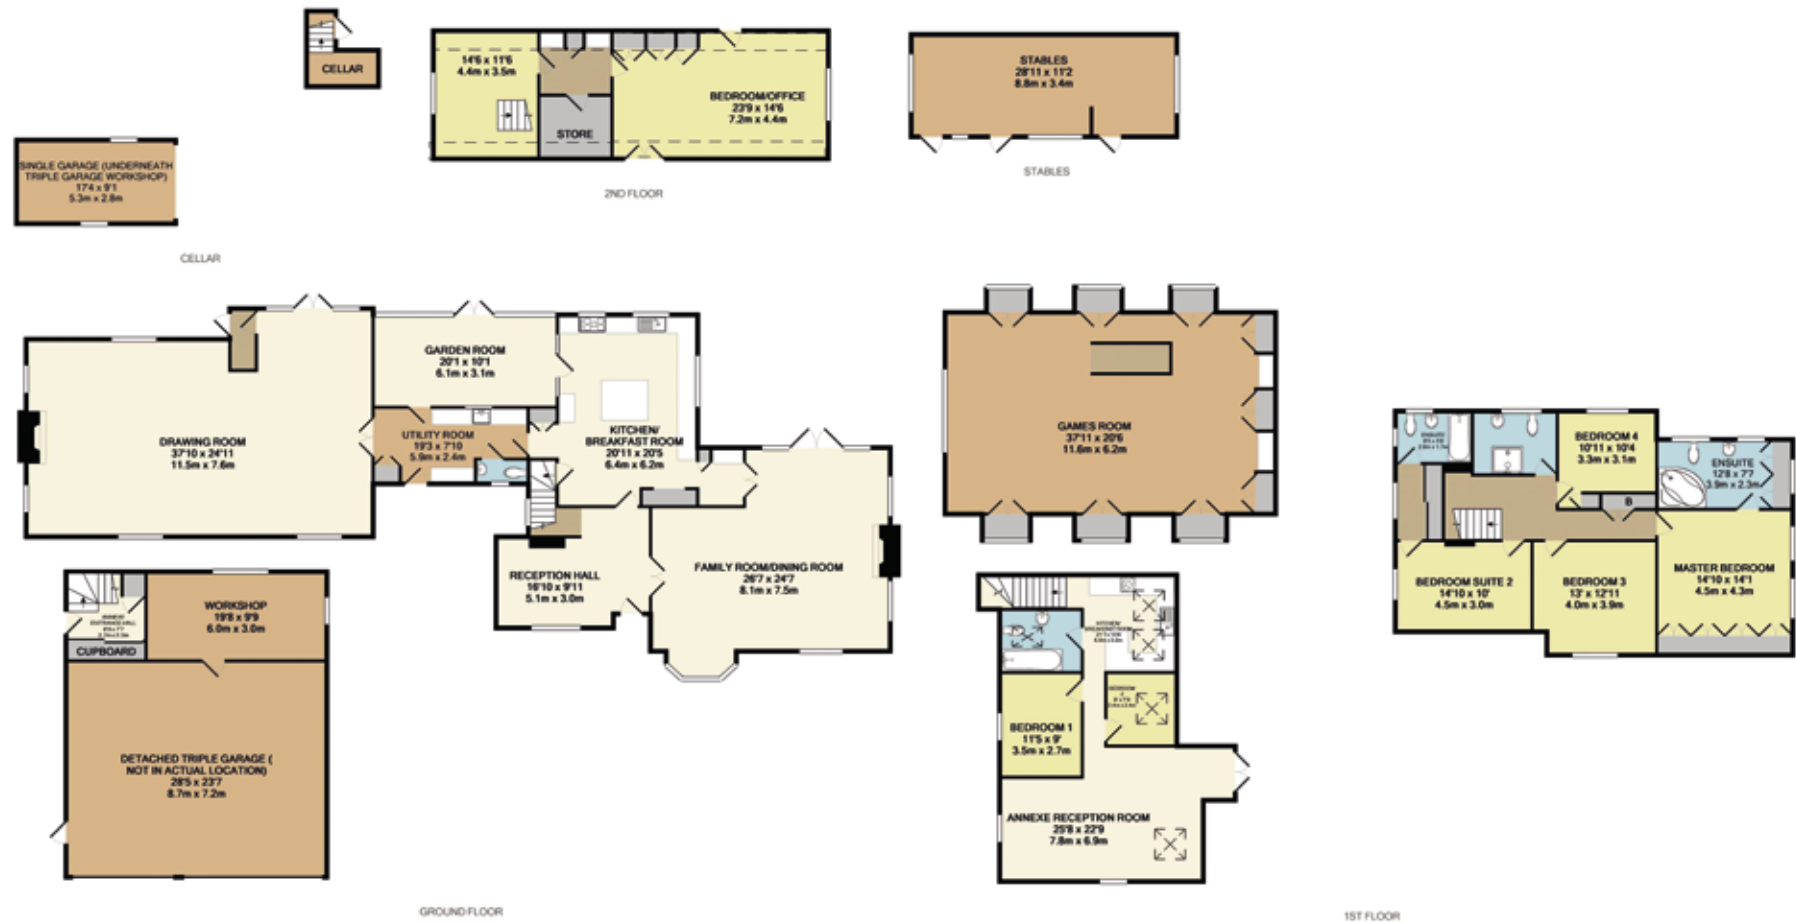 CELLAR
14'6 x 11'6
4.4m x 3.5m
STORE
BEDROOM/OFFICE
23'9 x 14'6
7.2m x 4.4m
2ND FLOOR
STABLES
28'11 x 11'2
8.8m x 3.4m
STABLES
SINGLE GARAGE (UNDERNEATH
TRIPLE GARAGE WORKSHOP)
17'4 x 9'1
5.3m x 2.8m
CELLAR
DRAWING ROOM
37'10 x 24'11
11.5m x 7.6m
GARDEN ROOM
20'1 x 10'1
6.1m x 3.1m
UTILITY ROOM
19'3 x 7'10
5.9m x 2.4m
KITCHEN/
BREAKFAST ROOM
20'11 x 20'5
6.4m x 6.2m
RECEPTION HALL
16'10 x 9'11
5.1m x 3.0m
FAMILY ROOM/DINING ROOM
26'7 x 24'7
8.1m x 7.5m
ANNEXE
ENTRANCE HALL
CUPBOARD
WORKSHOP
19'8 x 9'9
6.0m x 3.0m
DETACHED TRIPLE GARAGE (
NOT IN ACTUAL LOCATION)
28'5 x 23'7
8.7m x 7.2m
GROUND FLOOR
GAMES ROOM
37'11 x 20'6
11.6m x 6.2m
KITCHEN/
BREAKFAST ROOM
BEDROOM 1
11'5 x 9'
3.5m x 2.7m
BEDROOM
2
ANNEXE RECEPTION ROOM
25'8 x 22'9
7.8m x 6.9m
ENSUITE
BEDROOM 4
10'11 x 10'4
3.3m x 3.1m
ENSUITE
12'8 x 7'7
3.9m x 2.3m
B
BEDROOM SUITE 2
14'10 x 10'
4.5m x 3.0m
BEDROOM 3
13' x 12'11
4.0m x 3.9m
MASTER BEDROOM
14'10 x 14'1
4.5m x 4.3m
1ST FLOOR